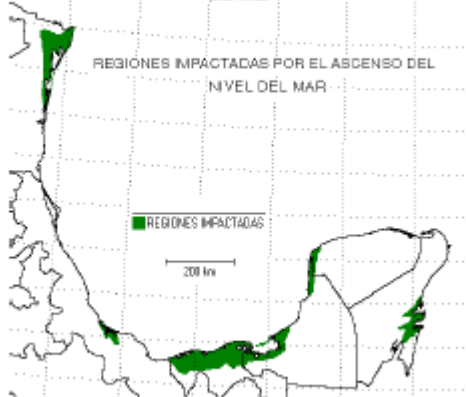 REGIONES IMPACTADAS POR EL ASCENSO DEL
NIVEL DEL MAR
REGIONES IMPACTADAS
200 km